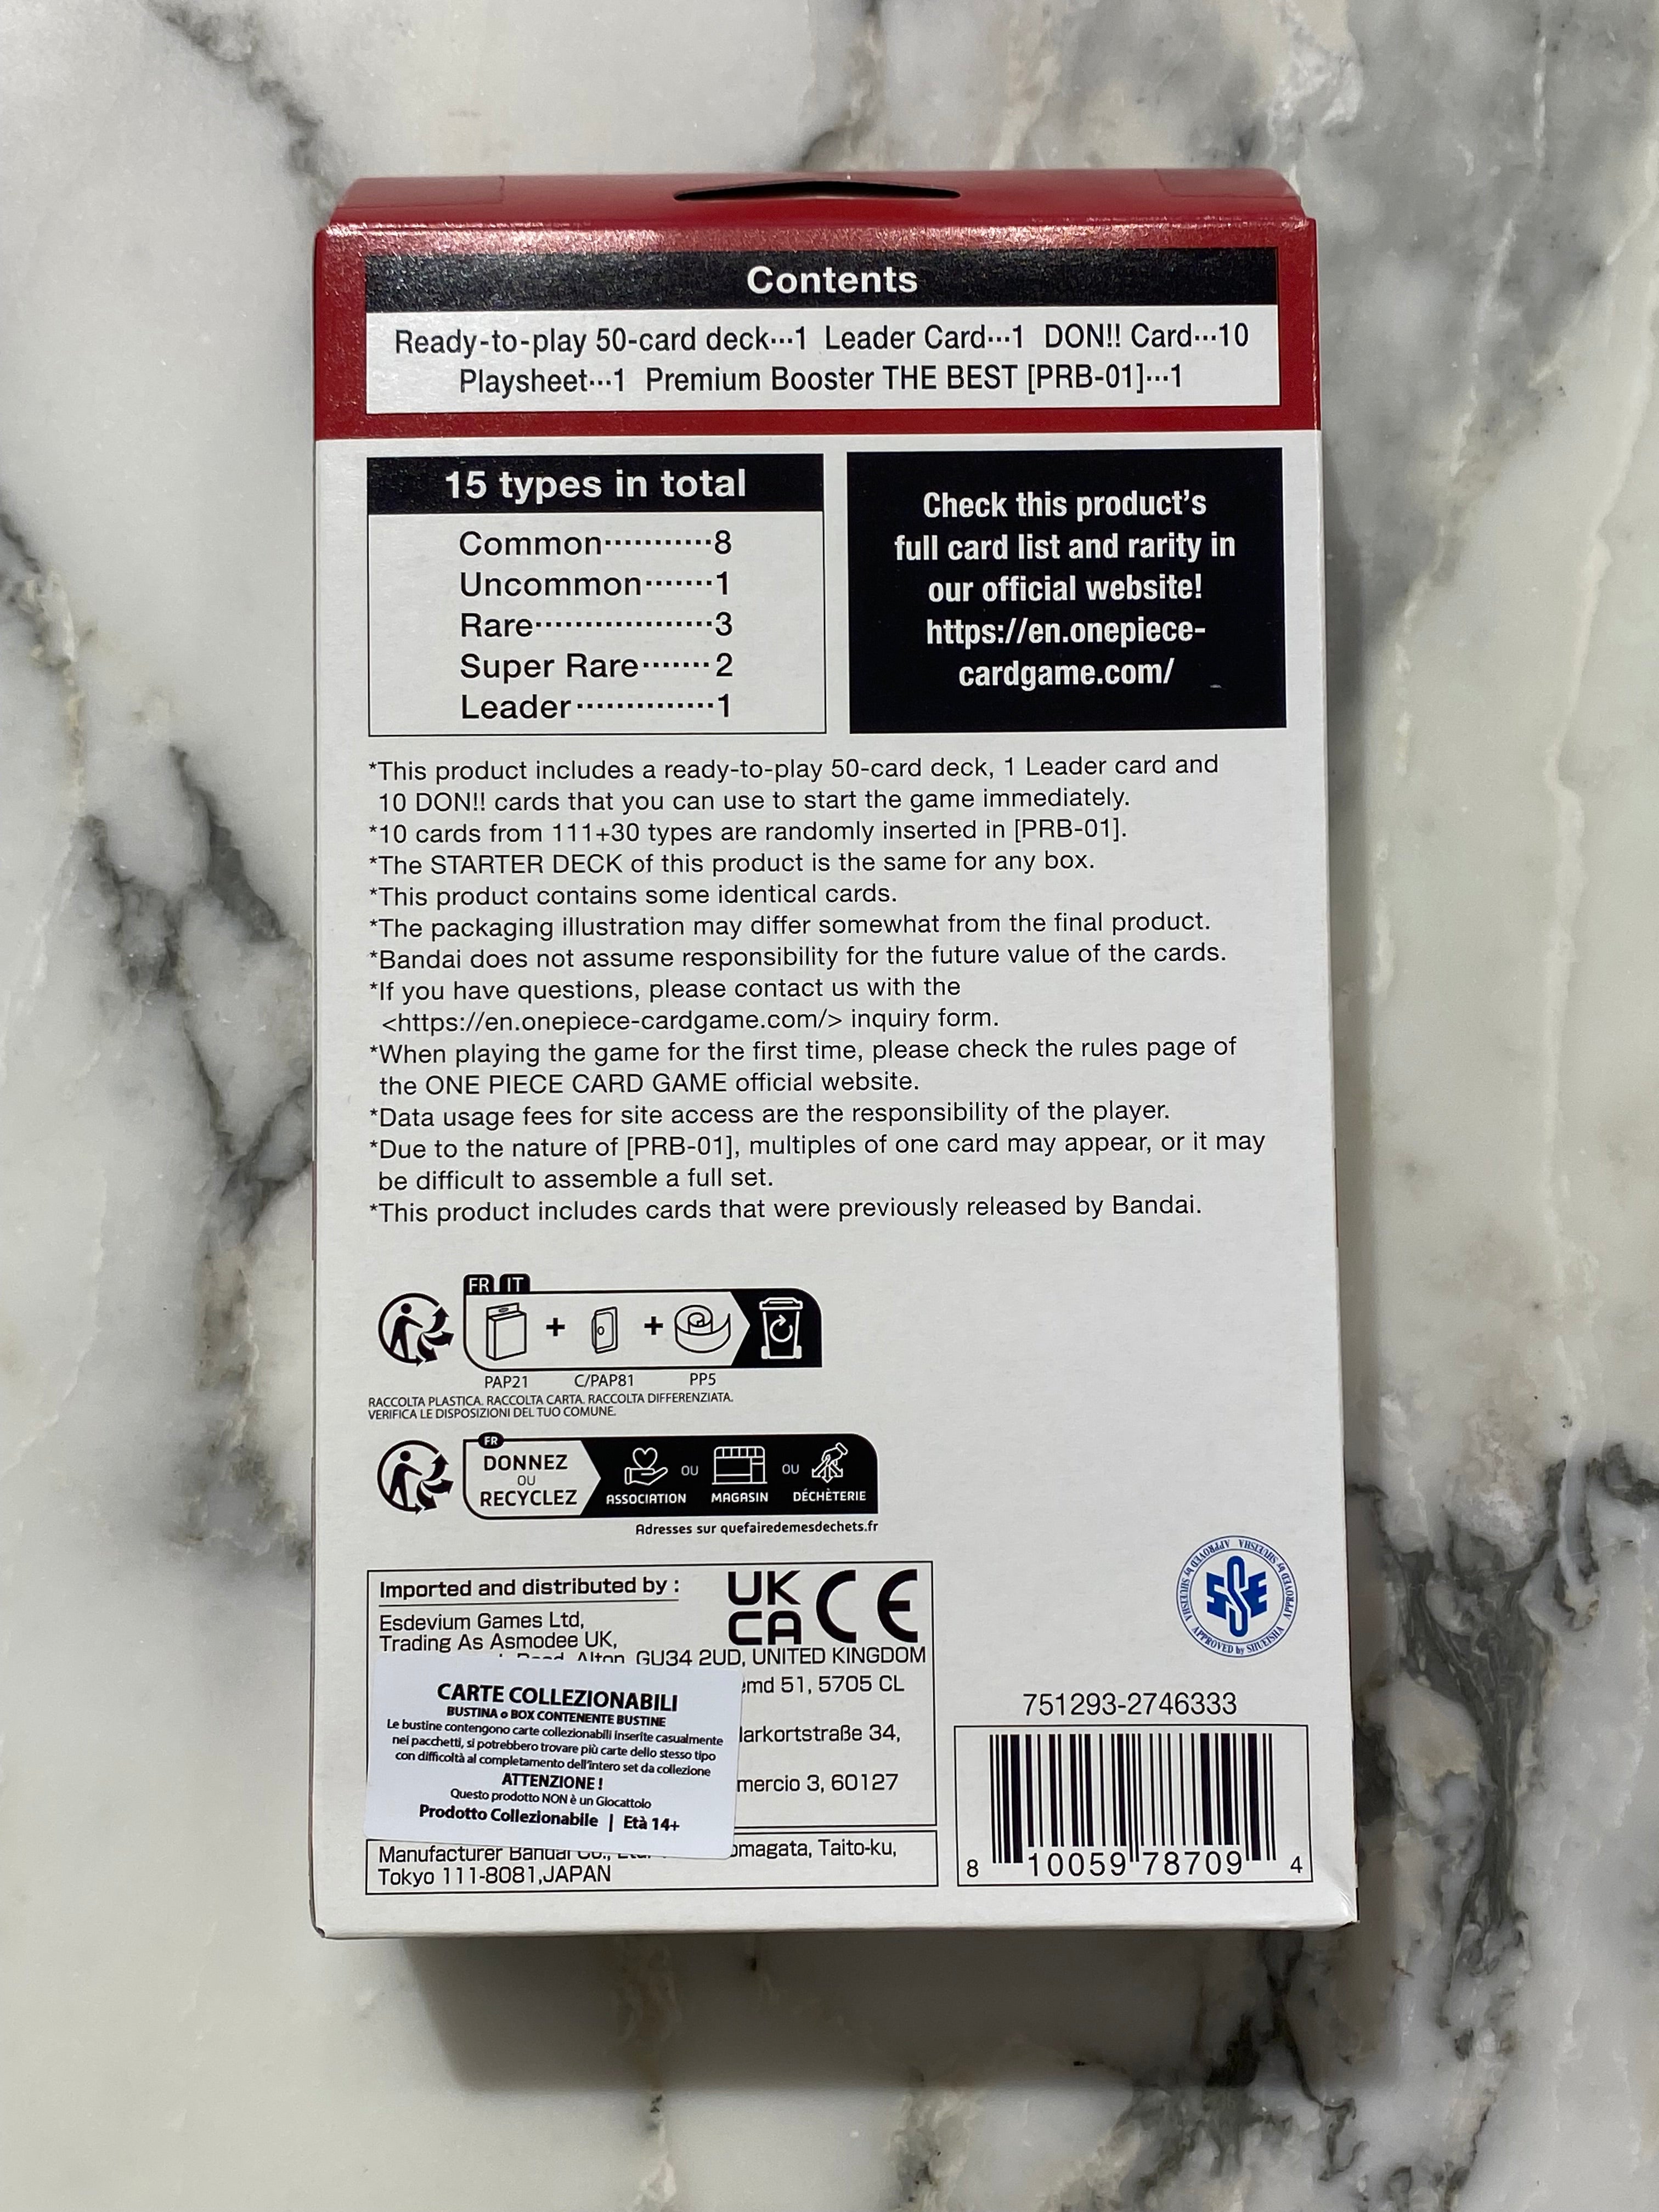 Contents
Ready-to-play 50-card deck···1 Leader Card···1 DON!! Card···10
Playsheet···1 Premium Booster THE BEST [PRB-01]···1
15 types in total
Common···········8
Uncommon·······1
Rare··················3
Super Rare·······2
Leader··············1
Check this product's
full card list and rarity in
our official website!
https://en.onepiece-
cardgame.com/
*This product includes a ready-to-play 50-card deck, 1 Leader card and
10 DON!! cards that you can use to start the game immediately.
*10 cards from 111+30 types are randomly inserted in [PRB-01].
*The STARTER DECK of this product is the same for any box.
*This product contains some identical cards.
*The packaging illustration may differ somewhat from the final product.
*Bandai does not assume responsibility for the future value of the cards.
*If you have questions, please contact us with the
<https://en.onepiece-cardgame.com/> inquiry form.
*When playing the game for the first time, please check the rules page of
the ONE PIECE CARD GAME official website.
*Data usage fees for site access are the responsibility of the player.
*Due to the nature of [PRB-01], multiples of one card may appear, or it may
be difficult to assemble a full set.
*This product includes cards that were previously released by Bandai.
FR IT
+ +
PAP21 C/PAP81 PP5
RACCOLTA PLASTICA. RACCOLTA CARTA. RACCOLTA DIFFERENZIATA.
VERIFICA LE DISPOSIZIONI DEL TUO COMUNE.
FR
DONNEZ
OU
RECYCLEZ
ASSOCIATION OU MAGASIN OU DÉCHÈTERIE
Adresses sur quefairedemesdechets.fr
Imported and distributed by :
UK
CA CE
Esdevium Games Ltd,
Trading As Asmodee UK,
Alton, GU34 2UD, UNITED KINGDOM
51, 5705 CL
34,
3, 60127
CARTE COLLEZIONABILI
BUSTINA o BOX CONTENENTE BUSTINE
Le bustine contengono carte collezionabili inserite casualmente
nei pacchetti, si potrebbero trovare più carte dello stesso tipo
con difficoltà al completamento dell'intero set da collezione
ATTENZIONE !
Questo prodotto NON è un Giocattolo
Prodotto Collezionabile | Età 14+
Manufacturer Bandai Taito-ku,
Tokyo 111-8081,JAPAN
APPROVED by SHUEISHA APPROVED by SHUEISHA APPROVED by SHUEISHA
751293-2746333
8 10059 78709 4